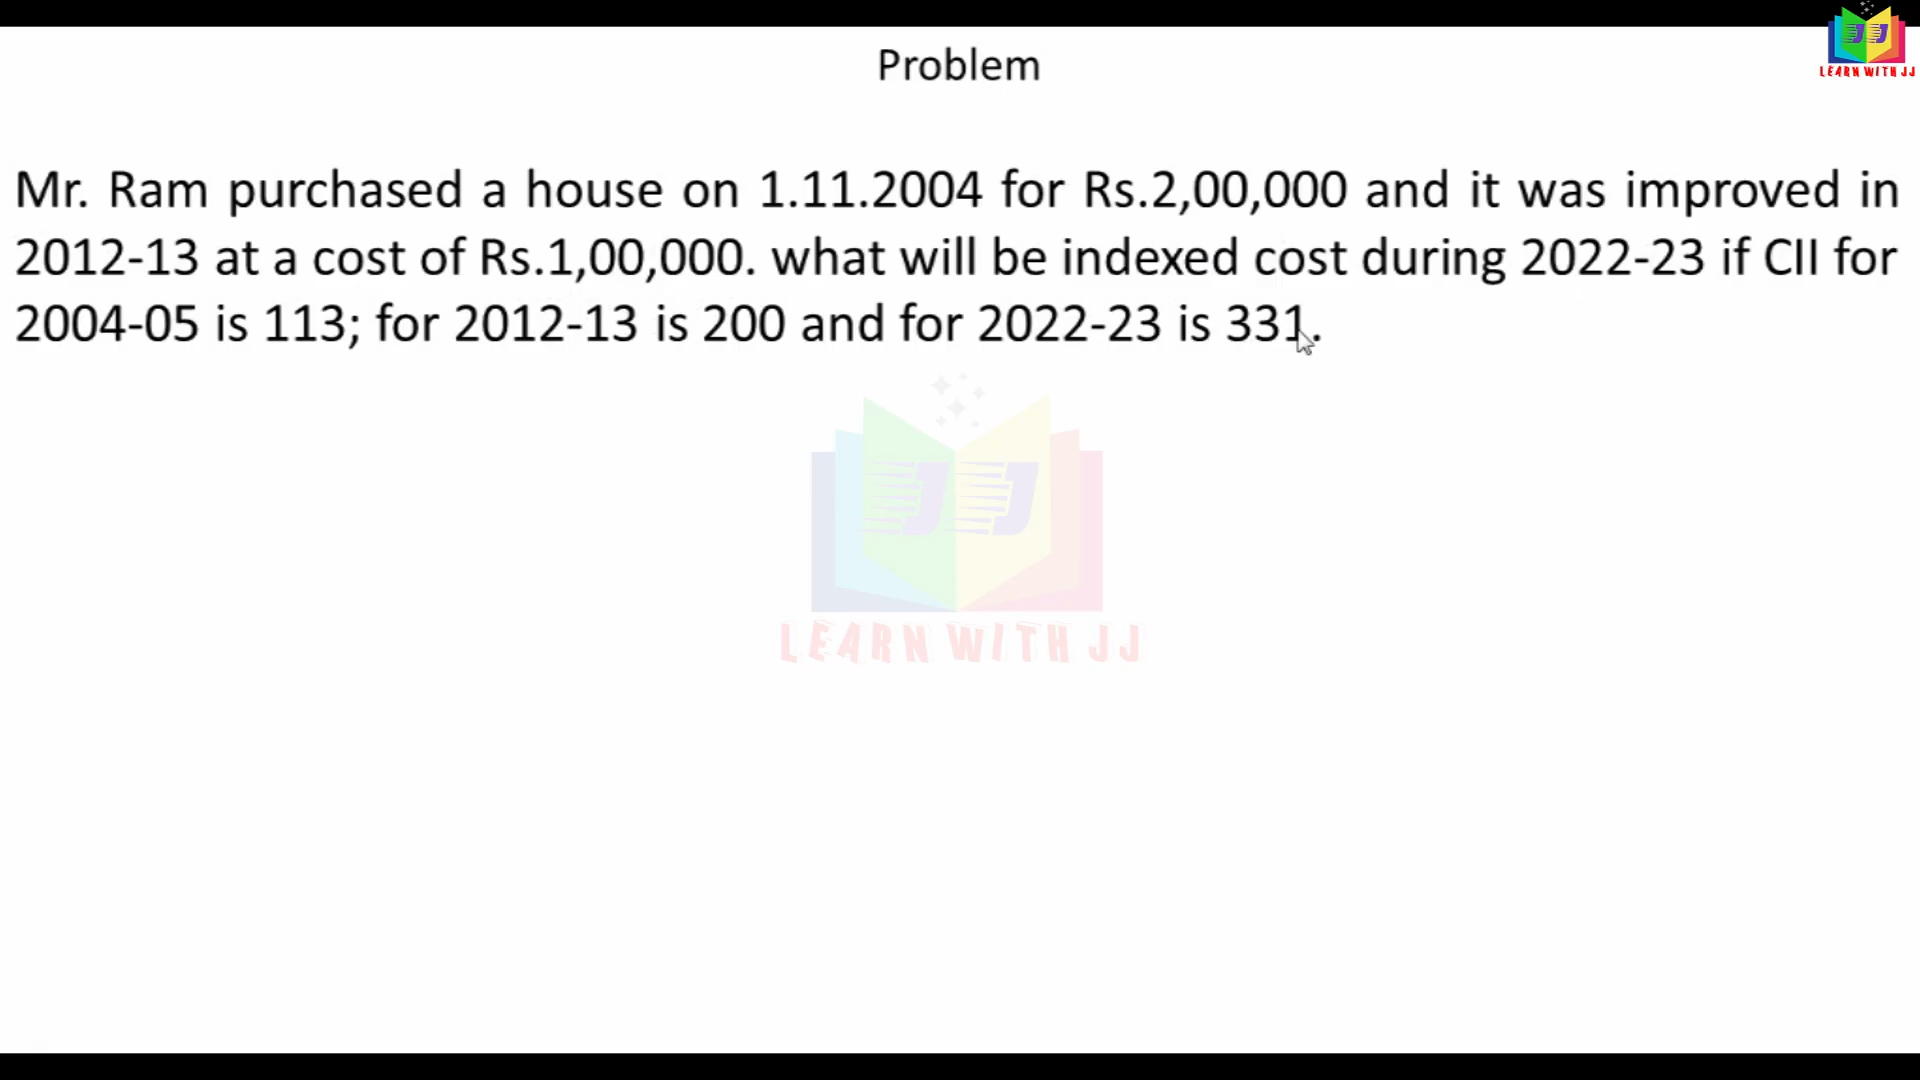 LEARN WITH JJ
Problem
Mr. Ram purchased a house on 1.11.2004 for Rs.2,00,000 and it was improved in
2012-13 at a cost of Rs.1,00,000. what will be indexed cost during 2022-23 if CII for
2004-05 is 113; for 2012-13 is 200 and for 2022-23 is 331.
JJ
LEARN WITH JJ